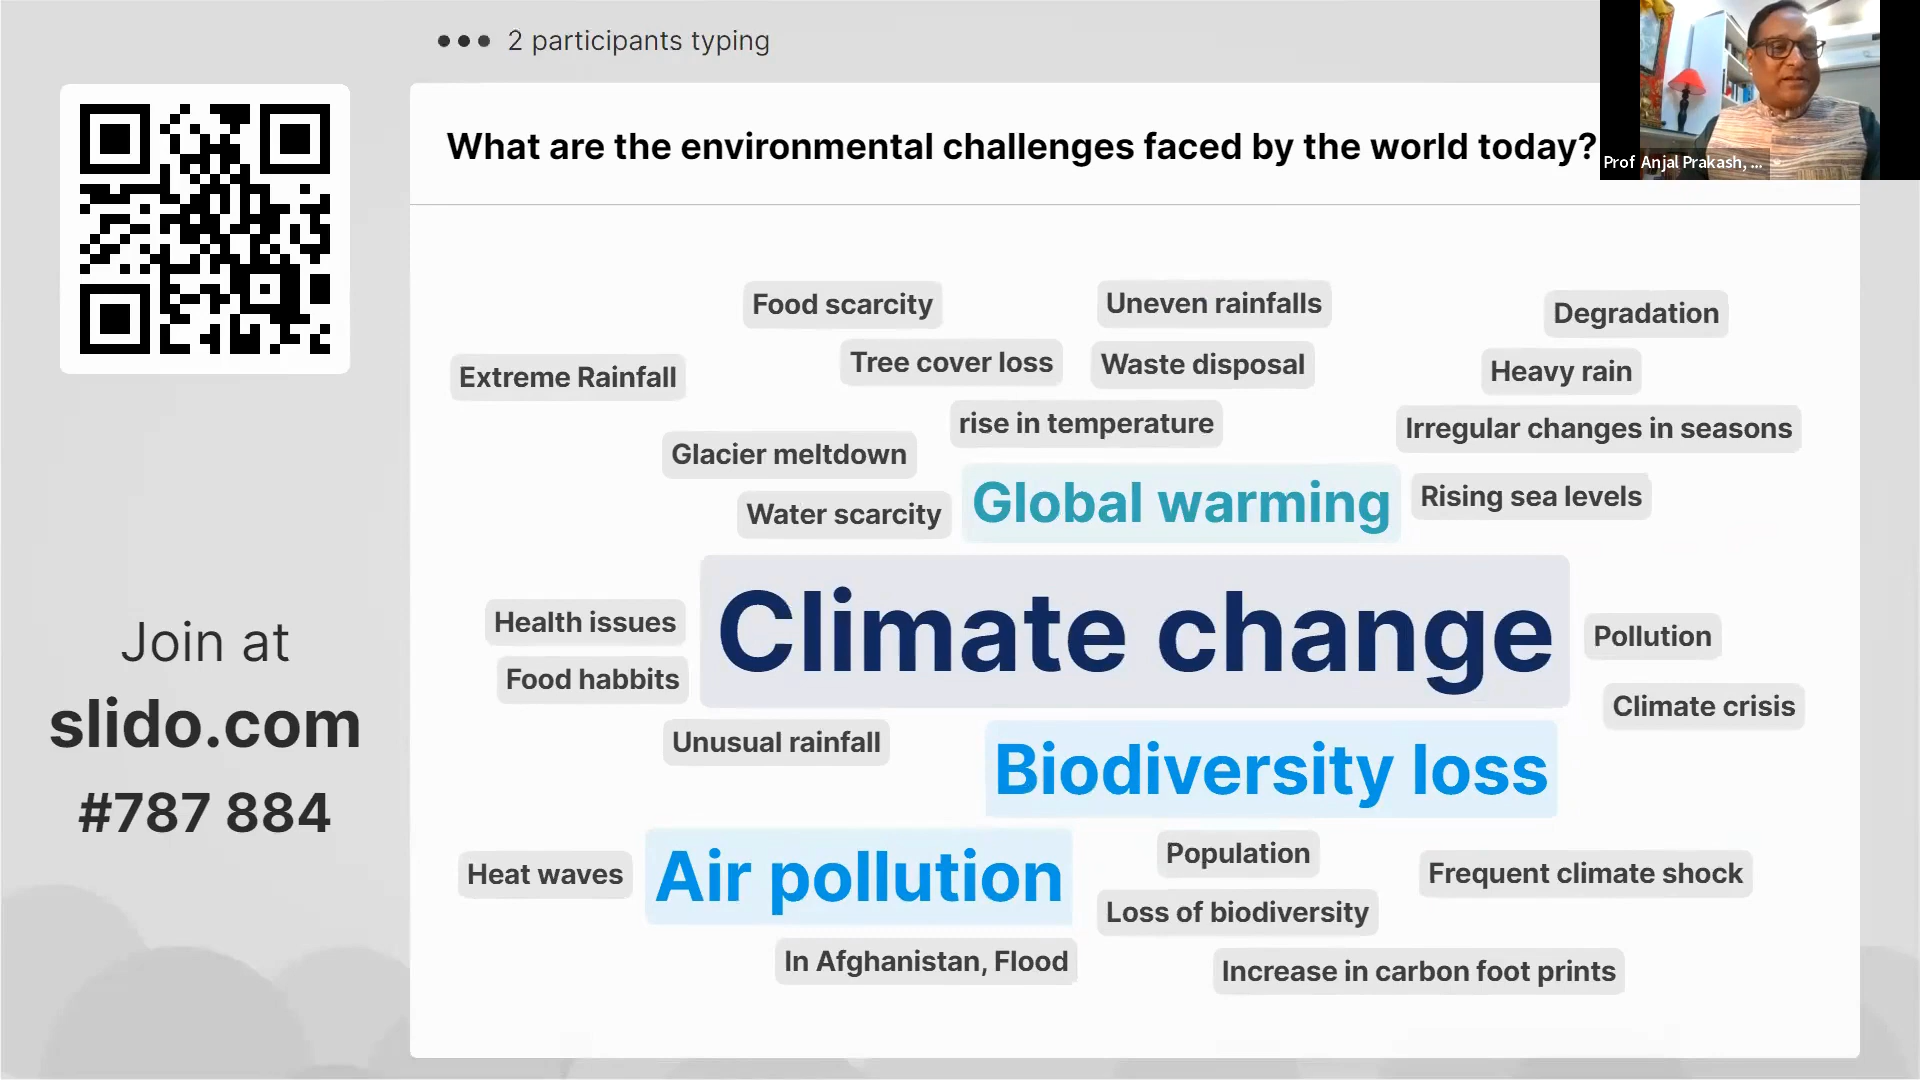 2 participants typing
What are the environmental challenges faced by the world today?
Prof Anjal Prakash, ...
Join at
slido.com
#787 884
Food scarcity
Uneven rainfalls
Degradation
Extreme Rainfall
Tree cover loss
Waste disposal
Heavy rain
rise in temperature
Irregular changes in seasons
Glacier meltdown
Water scarcity
Global warming
Rising sea levels
Health issues
Climate change
Pollution
Food habbits
Climate crisis
Unusual rainfall
Biodiversity loss
Heat waves
Air pollution
Population
Frequent climate shock
Loss of biodiversity
In Afghanistan, Flood
Increase in carbon foot prints